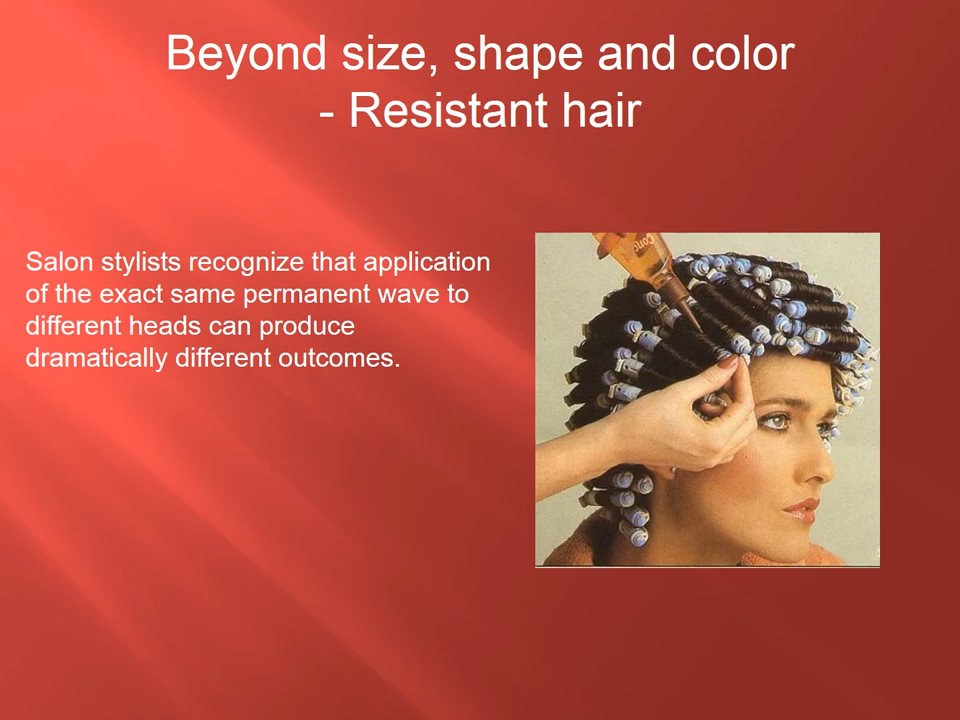 Beyond size, shape and color
- Resistant hair
Salon stylists recognize that application
of the exact same permanent wave to
different heads can produce
dramatically different outcomes.